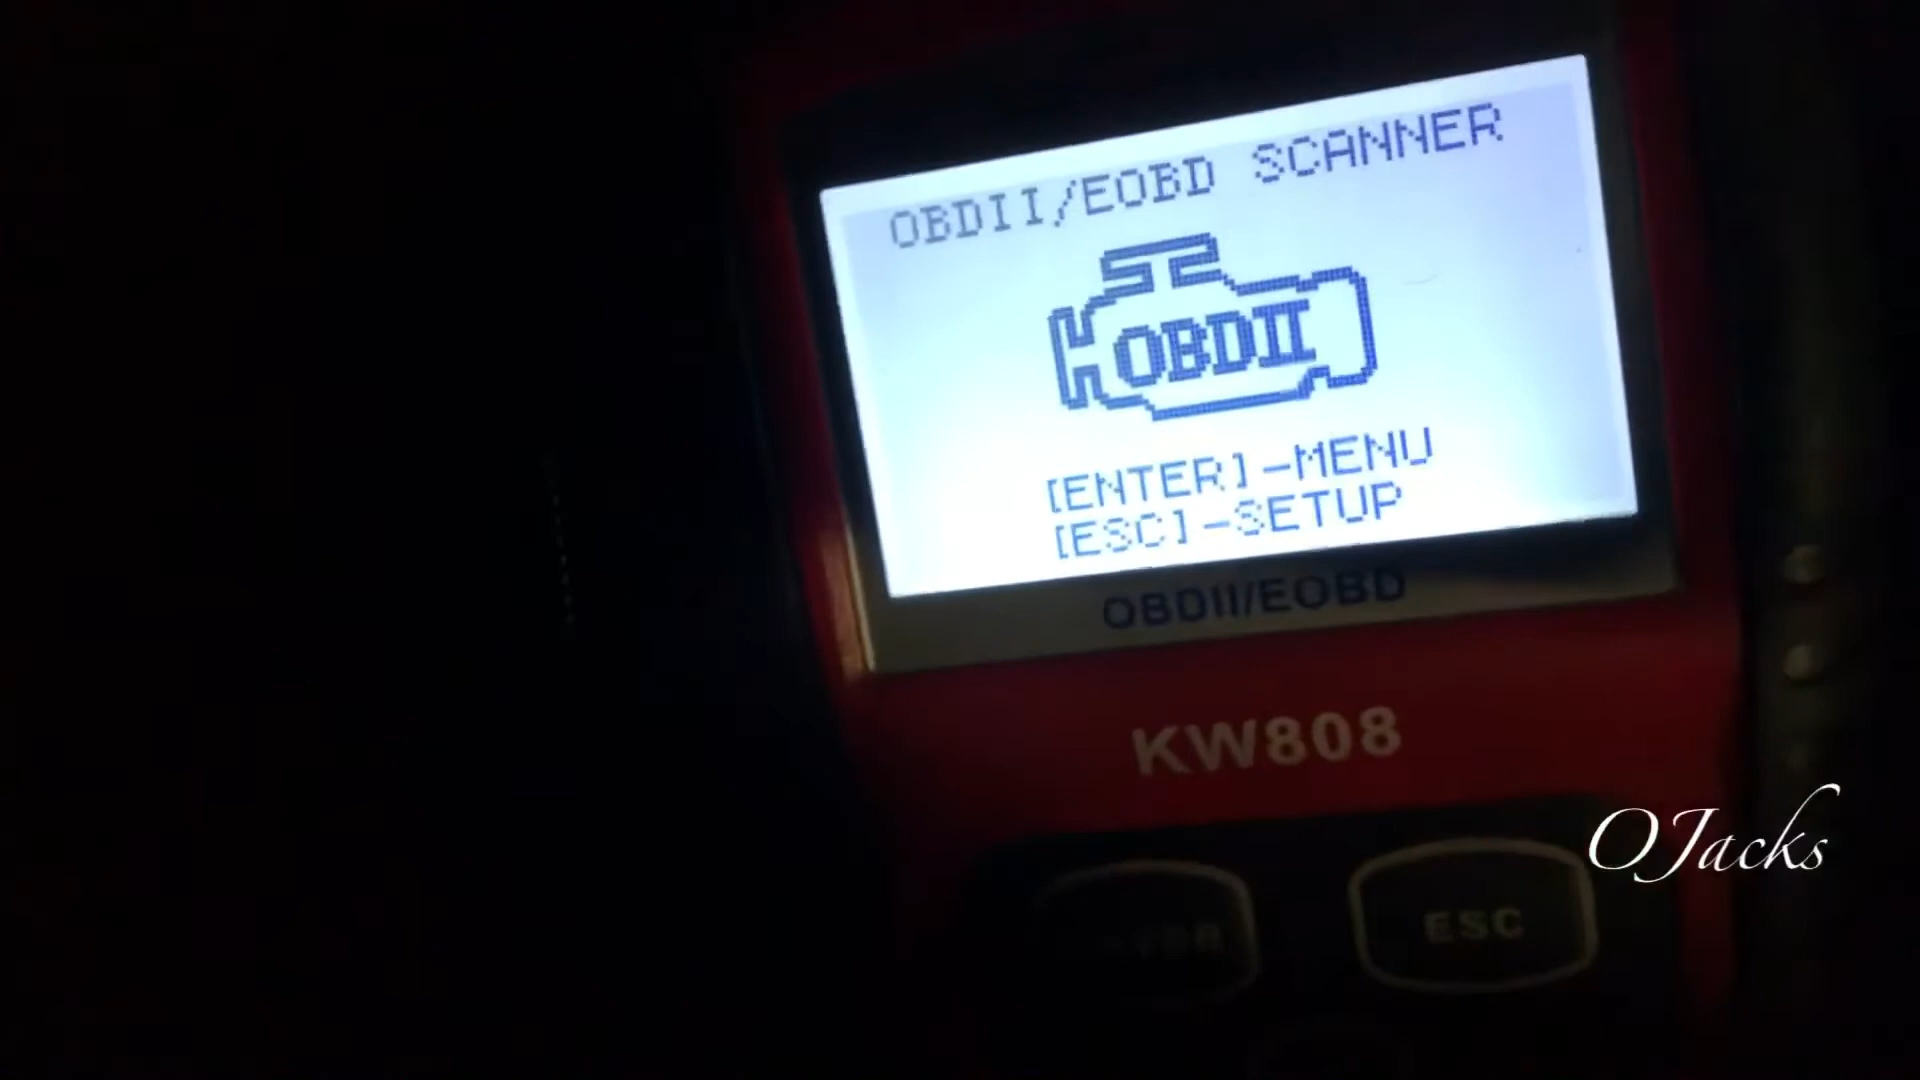 OBDII/EOBD SCANNER
OBDII
[ENTER]-MENU
[ESC]-SETUP
OBDII/EOBD
KW808
OJacks
ESC